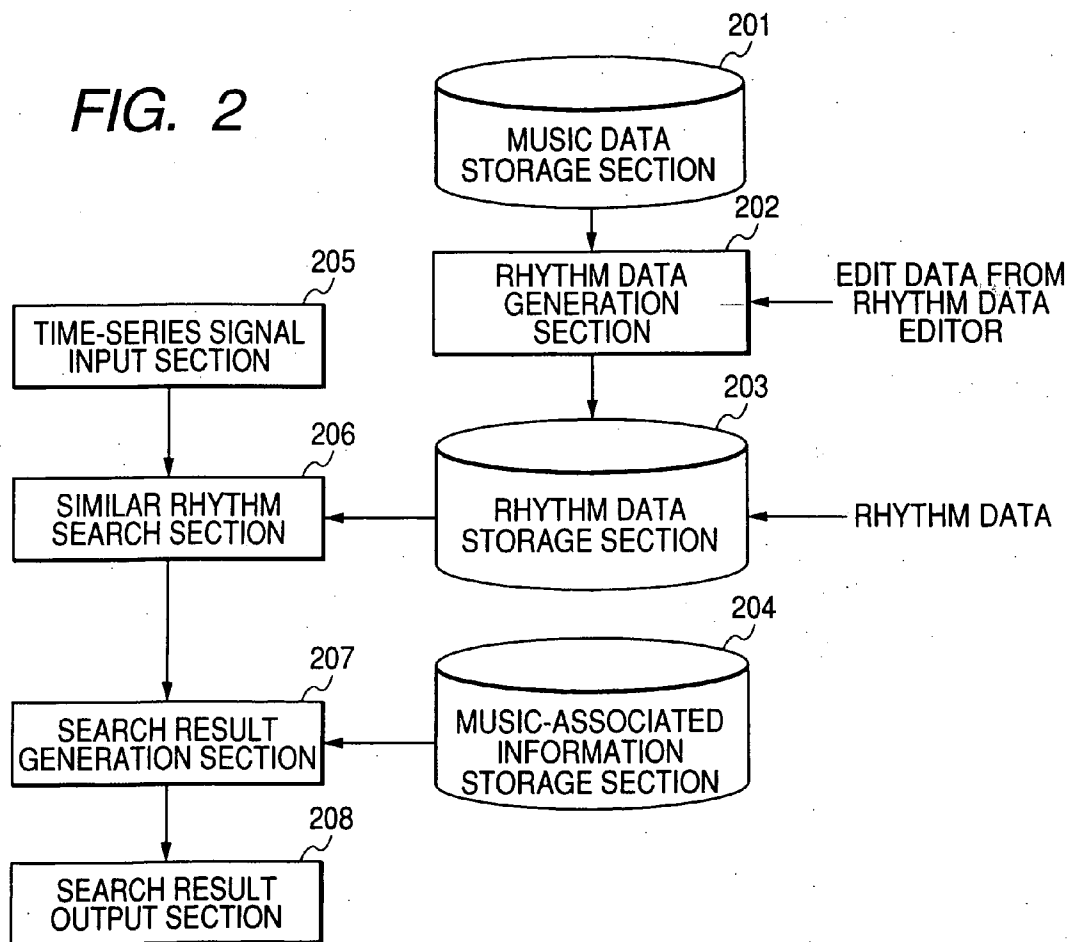 FIG. 2
201
MUSIC DATA
STORAGE SECTION
202
RHYTHM DATA
GENERATION
SECTION
EDIT DATA FROM
RHYTHM DATA
EDITOR
205
TIME-SERIES SIGNAL
INPUT SECTION
203
RHYTHM DATA
STORAGE SECTION
RHYTHM DATA
206
SIMILAR RHYTHM
SEARCH SECTION
204
MUSIC-ASSOCIATED
INFORMATION
STORAGE SECTION
207
SEARCH RESULT
GENERATION SECTION
208
SEARCH RESULT
OUTPUT SECTION